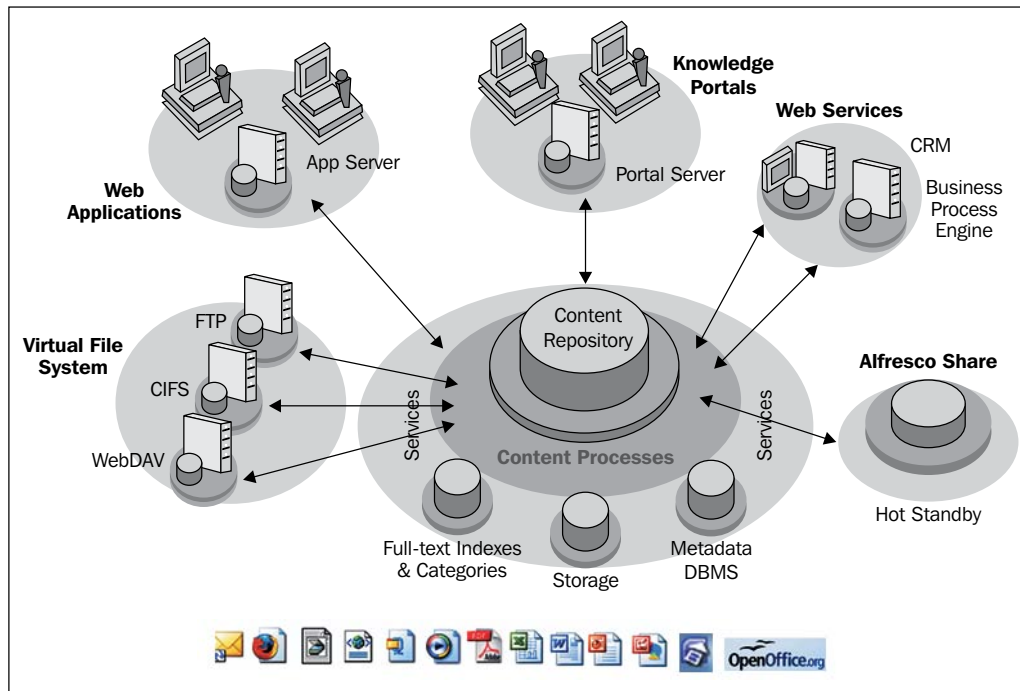 Knowledge
Portals
Web Services
App Server
Portal Server
CRM
Business
Process
Engine
Web
Applications
FTP
Virtual File
System
CIFS
WebDAV
Content
Repository
Services
Services
Content Processes
Alfresco Share
Hot Standby
Full-text Indexes
& Categories
Storage
Metadata
DBMS
PDF
Adobe
OpenOffice.org